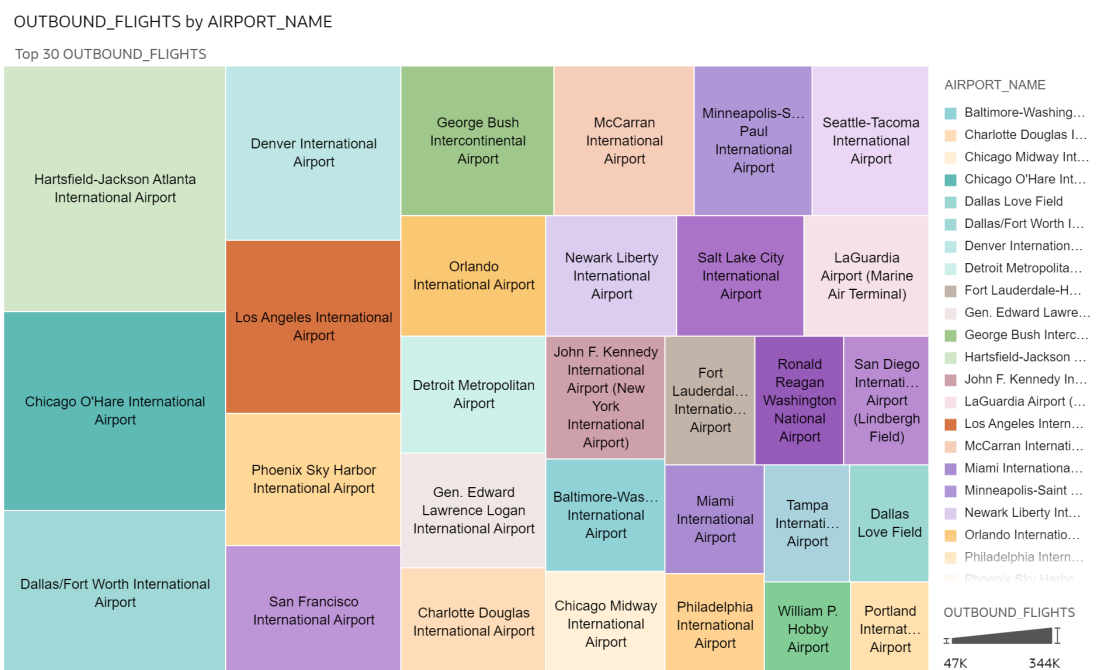 OUTBOUND_FLIGHTS by AIRPORT_NAME
Top 30 OUTBOUND_FLIGHTS
Hartsfield-Jackson Atlanta
International Airport
Chicago O'Hare International
Airport
Dallas/Fort Worth International
Airport
Denver International
Airport
Los Angeles International
Airport
Phoenix Sky Harbor
International Airport
San Francisco
International Airport
George Bush
Intercontinental
Airport
McCarran
International
Airport
Minneapolis-S...
Paul
International
Airport
Seattle-Tacoma
International
Airport
Orlando
International Airport
Newark Liberty
International
Airport
Salt Lake City
International
Airport
LaGuardia
Airport (Marine
Air Terminal)
Detroit Metropolitan
Airport
Gen. Edward
Lawrence Logan
International Airport
Charlotte Douglas
International Airport
John F. Kennedy
International
Airport (New
York
International
Airport)
Fort
Lauderdal...
Internatio...
Airport
Ronald
Reagan
Washington
National
Airport
San Diego
Internati...
Airport
(Lindbergh
Field)
Baltimore-Was...
International
Airport
Miami
International
Airport
Tampa
Internati...
Airport
Dallas
Love Field
Chicago Midway
International
Airport
Philadelphia
International
Airport
William P.
Hobby
Airport
Portland
Internat...
Airport
AIRPORT_NAME
Baltimore-Washing...
Charlotte Douglas I...
Chicago Midway Int...
Chicago O'Hare Int...
Dallas Love Field
Dallas/Fort Worth I...
Denver Internation...
Detroit Metropolita...
Fort Lauderdale-H...
Gen. Edward Lawre...
George Bush Interc...
Hartsfield-Jackson ...
John F. Kennedy In...
LaGuardia Airport (...
Los Angeles Intern...
McCarran Internati...
Miami Internationa...
Minneapolis-Saint ...
Newark Liberty Int...
Orlando Internatio...
Philadelphia Intern...
Phoenix Sky Harbo...
OUTBOUND_FLIGHTS
47K
344K